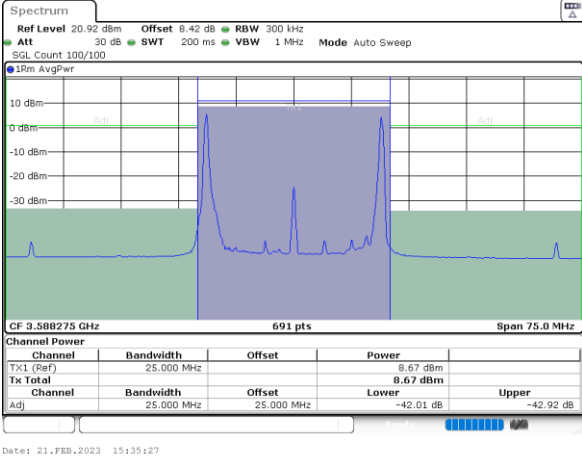 Spectrum
Ref Level 20.92 dBm Offset 8.42 dB RBW 300 kHz
Att 30 dB SWT 200 ms VBW 1 MHz Mode Auto Sweep
SGL Count 100/100
1Rm AvgPwr
10 dBm
Adj Adj
0 dBm
-10 dBm
-20 dBm
-30 dBm
CF 3.588275 GHz 691 pts Span 75.0 MHz
Channel Power
Channel Bandwidth Offset Power
TX1 (Ref) 25.000 MHz 8.67 dBm
Tx Total 8.67 dBm
Channel Bandwidth Offset Lower Upper
Adj 25.000 MHz 25.000 MHz -42.01 dB -42.92 dB
Ready
Date: 21.FEB.2023 15:35:27